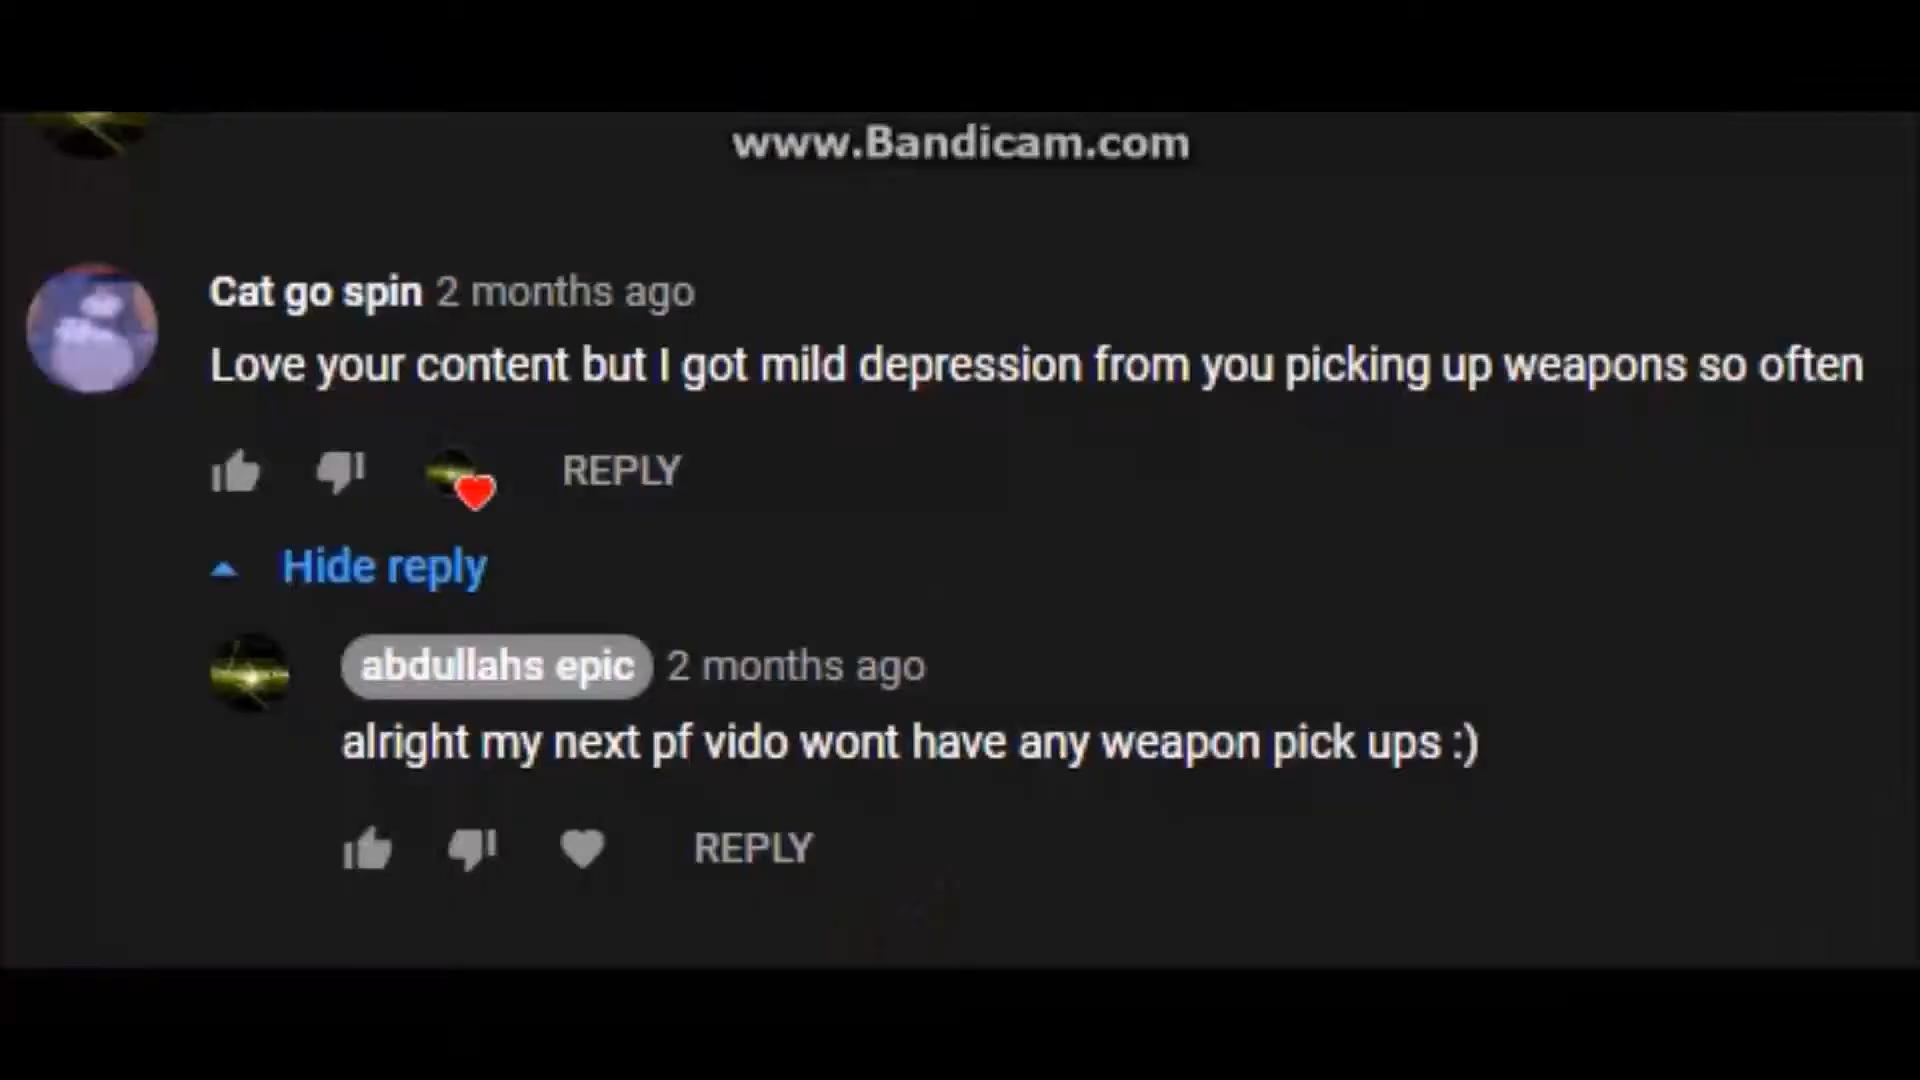 www.Bandicam.com
Cat go spin 2 months ago
Love your content but I got mild depression from you picking up weapons so often
REPLY
Hide reply
abdullahs epic 2 months ago
alright my next pf vido wont have any weapon pick ups :)
REPLY